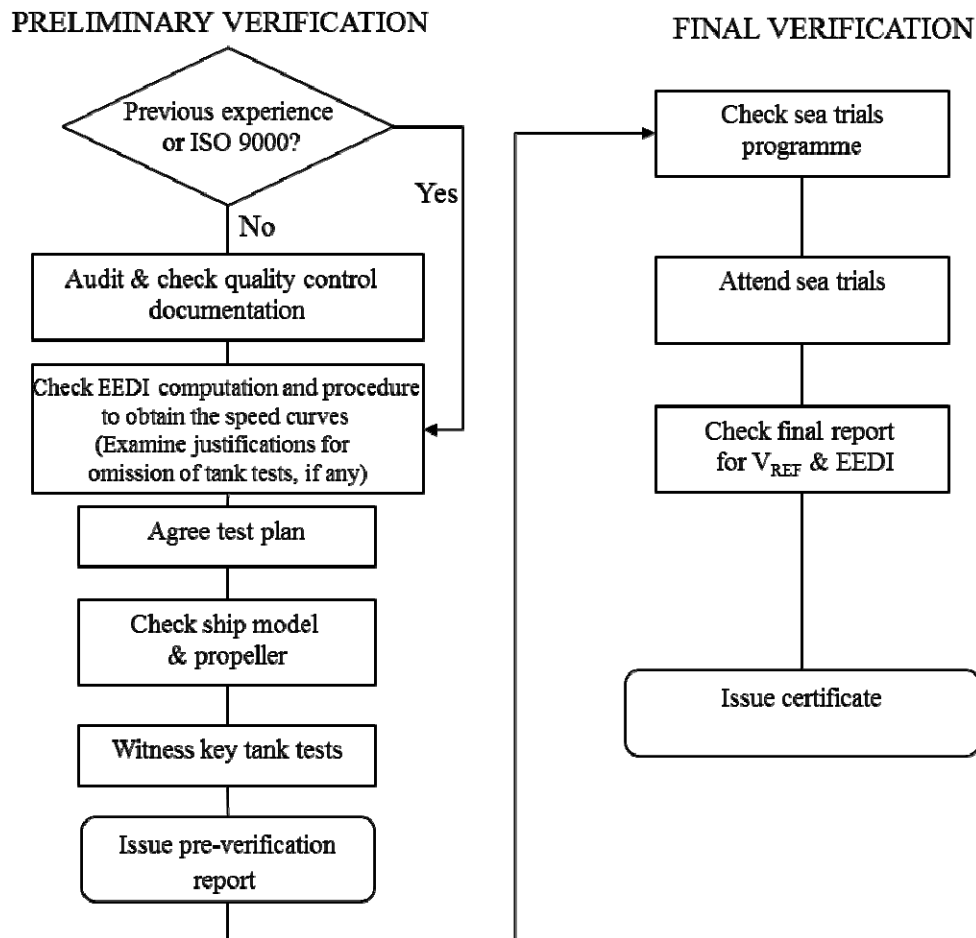 PRELIMINARY VERIFICATION
Previous experience
or ISO 9000?
Yes
No
Audit & check quality control
documentation
Check EEDI computation and procedure
to obtain the speed curves
(Examine justifications for
omission of tank tests, if any)
Agree test plan
Check ship model
& propeller
Witness key tank tests
Issue pre-verification
report
FINAL VERIFICATION
Check sea trials
programme
Attend sea trials
Check final report
for VREF & EEDI
Issue certificate